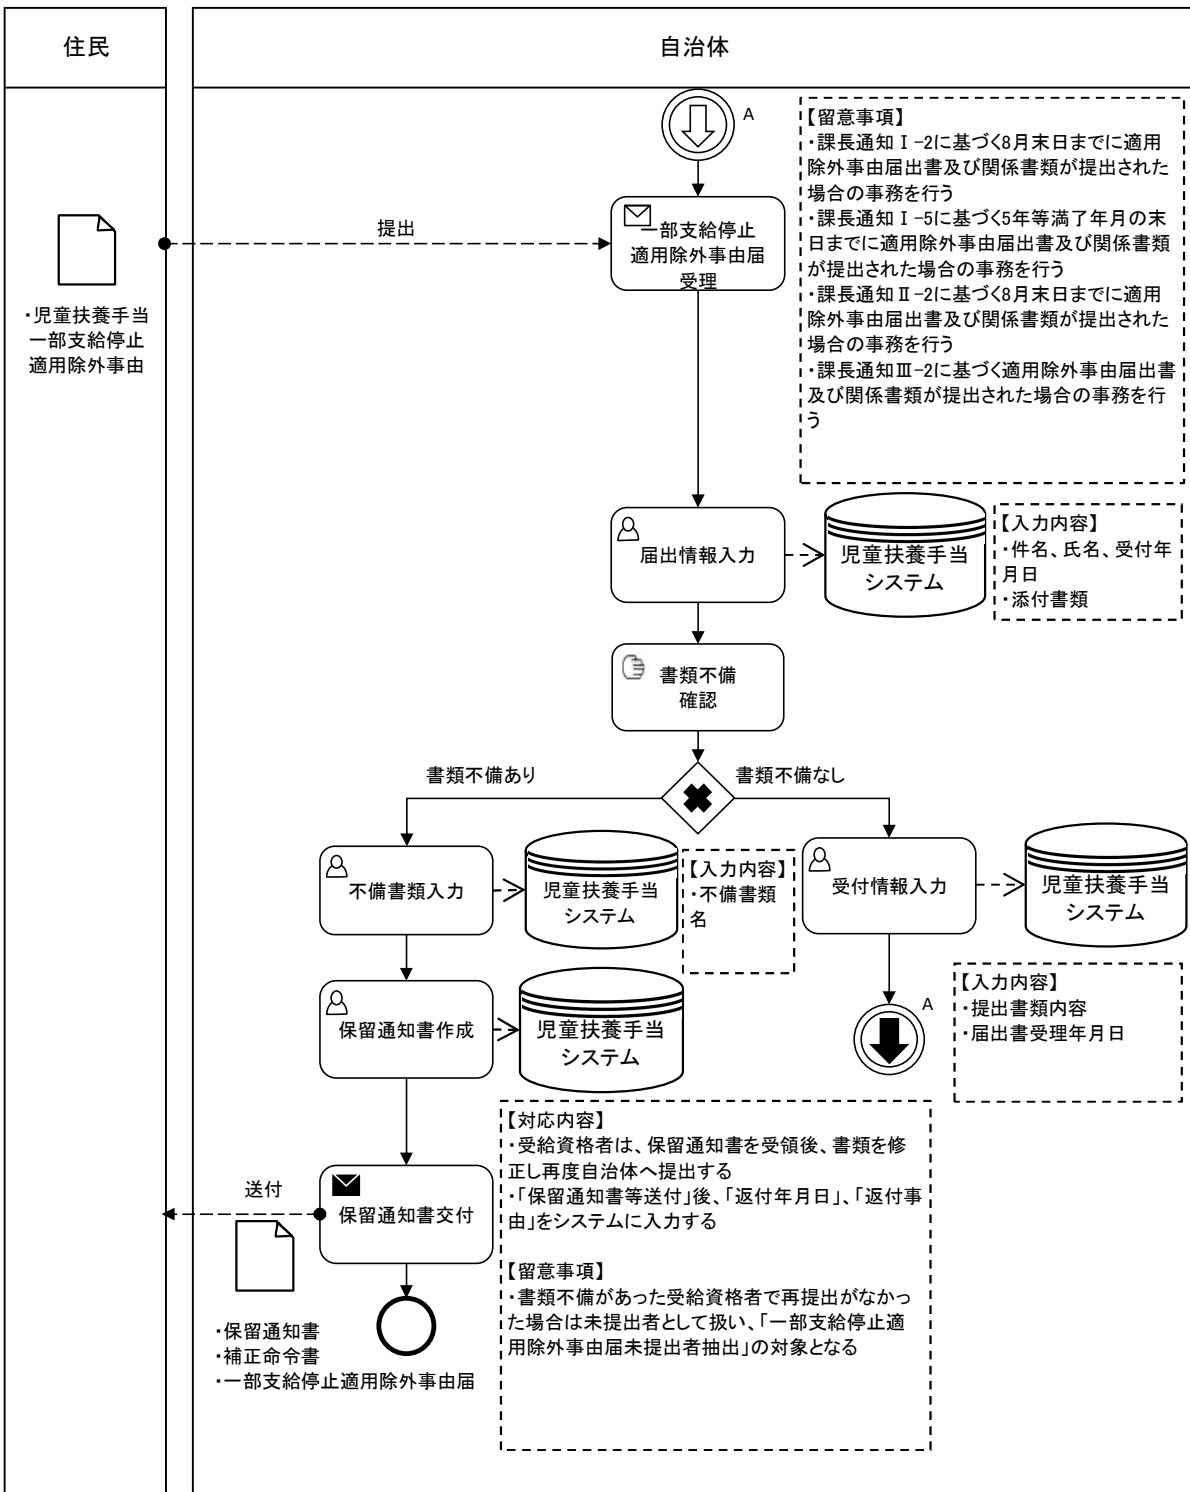 住民
自治体
A
【留意事項】
・課長通知Ⅰ-2に基づく8月末日までに適用
除外事由届出書及び関係書類が提出された
場合の事務を行う
・課長通知Ⅰ-5に基づく5年等満了年月の末
日までに適用除外事由届出書及び関係書類
が提出された場合の事務を行う
・課長通知Ⅱ-2に基づく8月末日までに適用
除外事由届出書及び関係書類が提出された
場合の事務を行う
・課長通知Ⅲ-2に基づく適用除外事由届出書
及び関係書類が提出された場合の事務を行
う
提出
一部支給停止
適用除外事由届
受理
・児童扶養手当
一部支給停止
適用除外事由
届出情報入力
児童扶養手当
システム
【入力内容】
・件名、氏名、受付年
月日
・添付書類
書類不備
確認
書類不備あり
書類不備なし
不備書類入力
児童扶養手当
システム
【入力内容】
・不備書類
名
受付情報入力
児童扶養手当
システム
保留通知書作成
児童扶養手当
システム
A
【入力内容】
・提出書類内容
・届出書受理年月日
【対応内容】
・受給資格者は、保留通知書を受領後、書類を修
正し再度自治体へ提出する
・「保留通知書等送付」後、「返付年月日」、「返付事
由」をシステムに入力する
【留意事項】
・書類不備があった受給資格者で再提出がなかっ
た場合は未提出者として扱い、「一部支給停止適
用除外事由届未提出者抽出」の対象となる
送付
保留通知書交付
・保留通知書
・補正命令書
・一部支給停止適用除外事由届